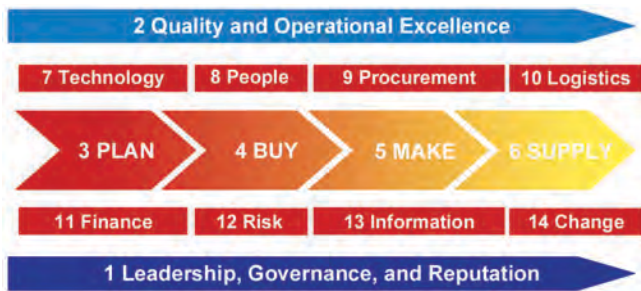 2 Quality and Operational Excellence
7 Technology
8 People
9 Procurement
10 Logistics
3 PLAN
4 BUY
5 MAKE
6 SUPPLY
11 Finance
12 Risk
13 Information
14 Change
1 Leadership, Governance, and Reputation